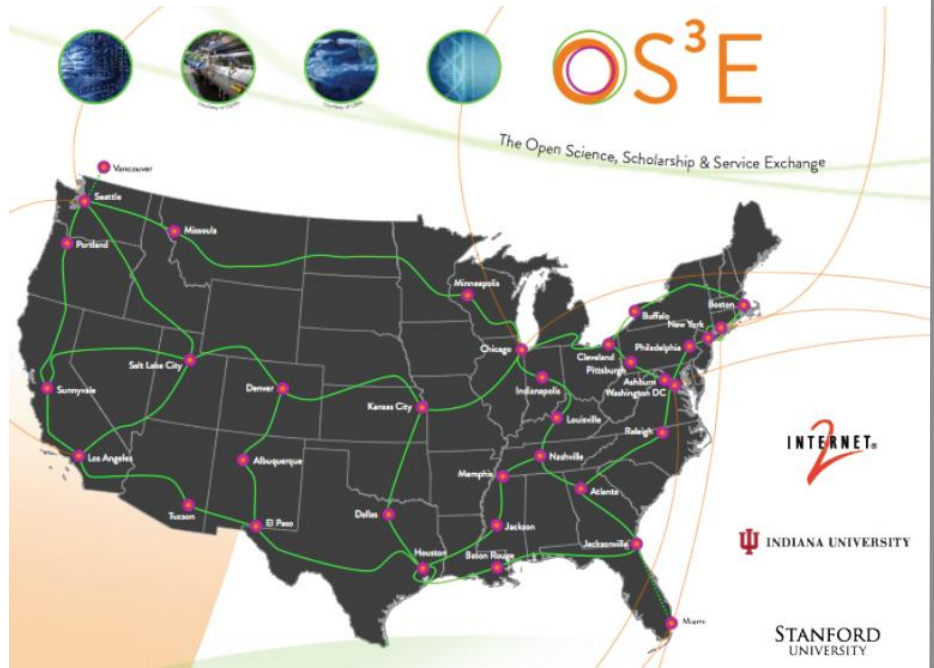 OS³E
The Open Science, Scholarship & Service Exchange
Vancouver
Seattle
Portland
Missoula
Minneapolis
Boston
Buffalo
New York
Chicago
Cleveland
Philadelphia
Pittsburgh
Salt Lake City
Denver
Indianapolis
Ashburn
Washington DC
Sunnyvale
Kansas City
Louisville
Raleigh
Los Angeles
Albuquerque
Memphis
Nashville
Atlanta
Tucson
El Paso
Dallas
Jackson
Houston
Baton Rouge
Jacksonville
Miami
INTERNET®
2
INDIANA UNIVERSITY
STANFORD
UNIVERSITY